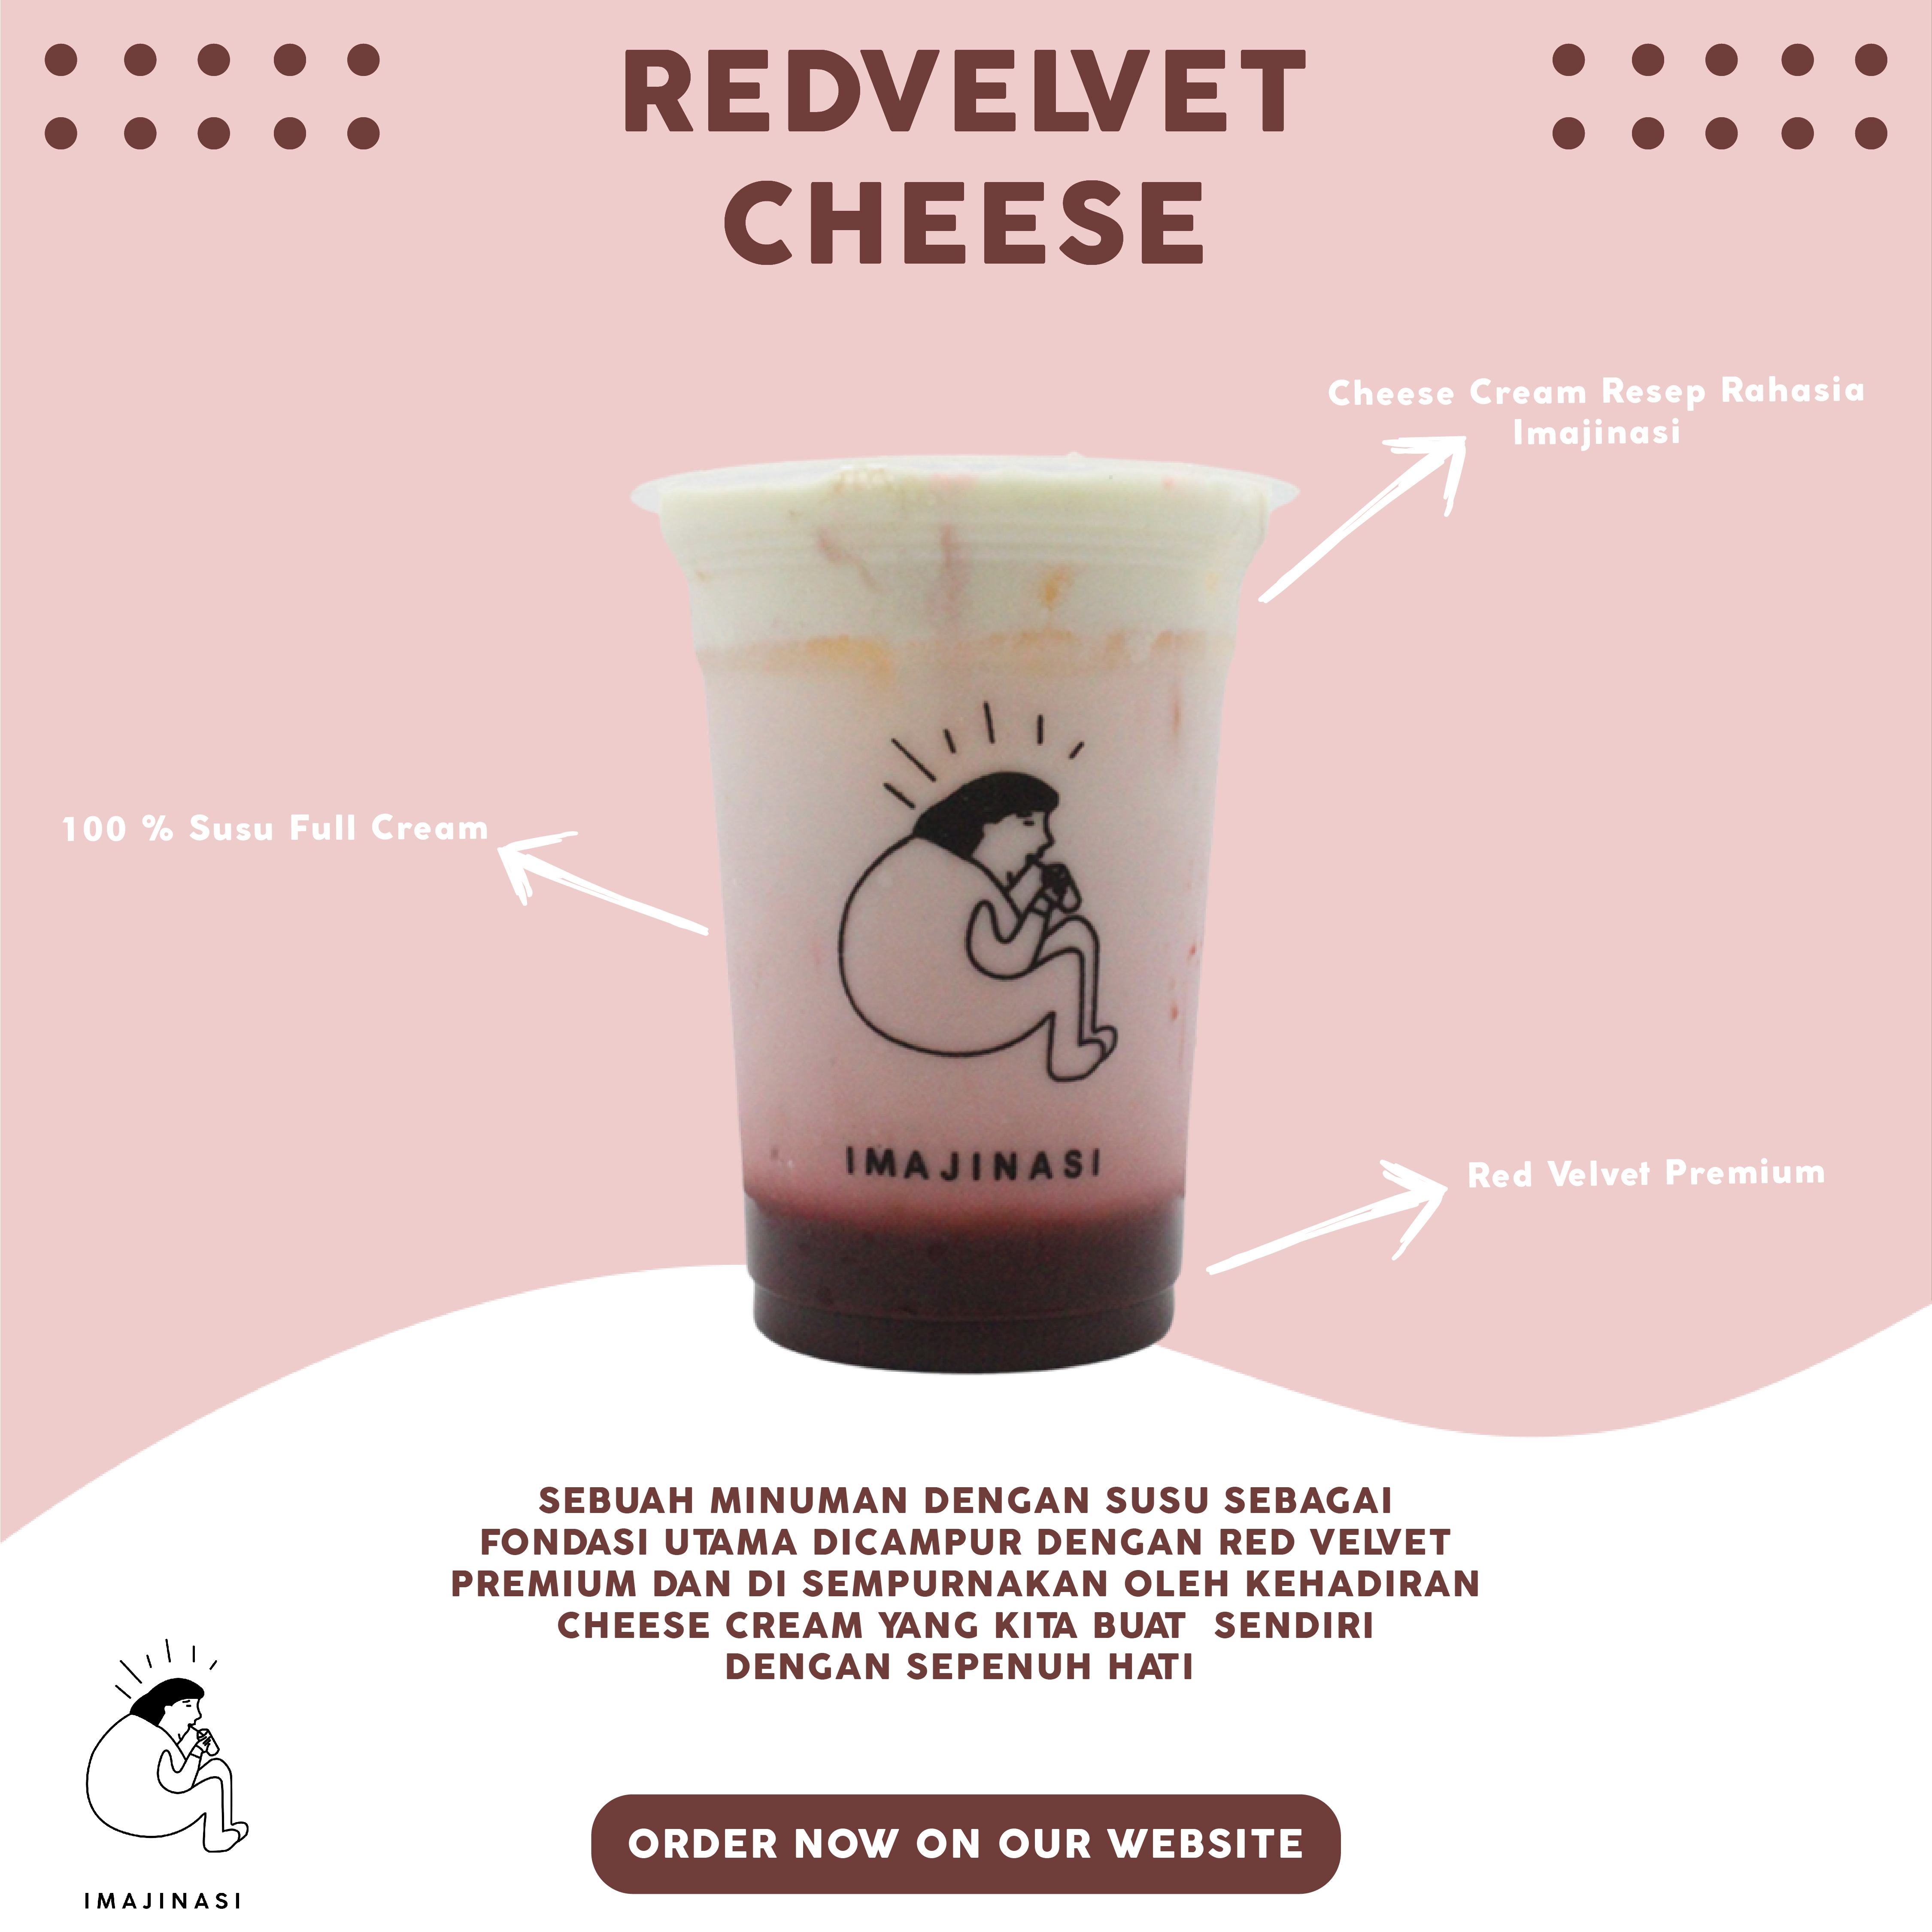 REDVELVET
CHEESE
Cheese Cream Resep Rahasia
Imajinasi
100 % Susu Full Cream
IMAJINASI
Red Velvet Premium
SEBUAH MINUMAN DENGAN SUSU SEBAGAI
FONDASI UTAMA DICAMPUR DENGAN RED VELVET
PREMIUM DAN DI SEMPURNAKAN OLEH KEHADIRAN
CHEESE CREAM YANG KITA BUAT  SENDIRI
DENGAN SEPENUH HATI
ORDER NOW ON OUR WEBSITE
IMAJINASI